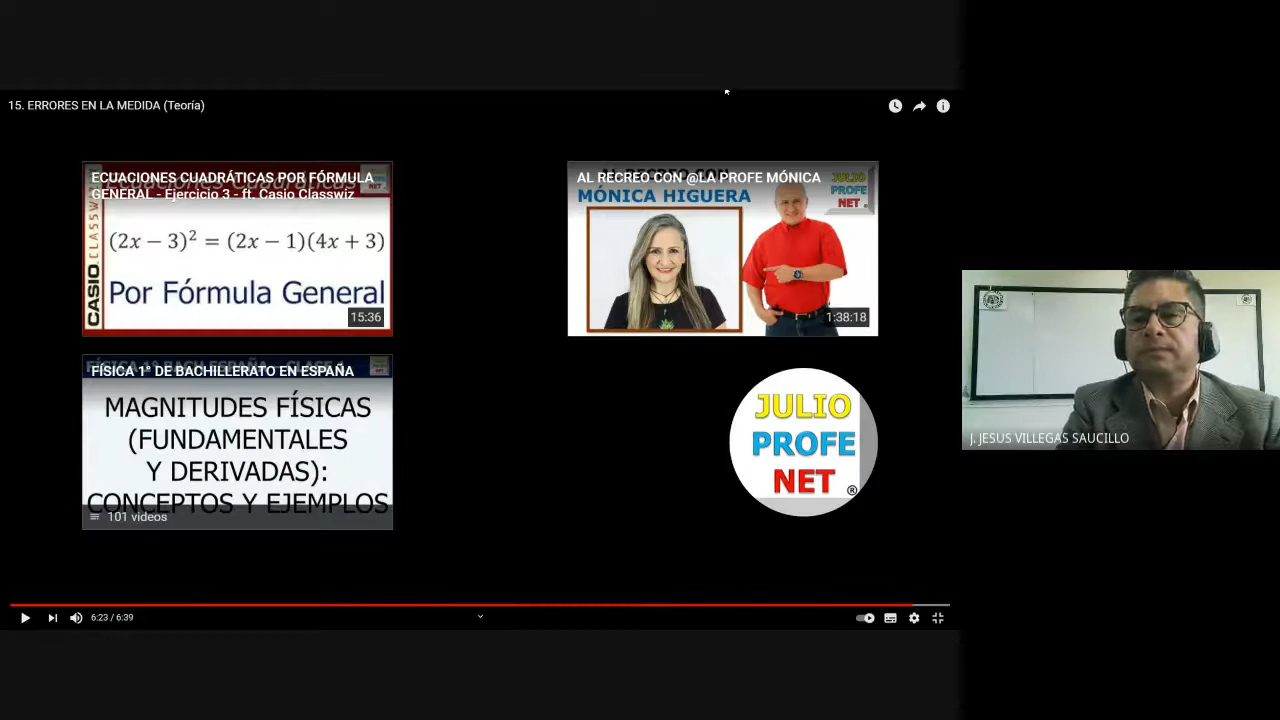 15. ERRORES EN LA MEDIDA (Teoría)
ECUACIONES CUADRÁTICAS POR FÓRMULA
GENERAL - Ejercicio 3 - ft. Casio Classwiz
CASIO CLASSWIZ
(2x − 3)² = (2x − 1)(4x + 3)
Por Fórmula General
15:36
AL RECREO CON @LA PROFE MÓNICA
MÓNICA HIGUERA
JULIO
PROFE
NET
1:38:18
FÍSICA 1° DE BACHILLERATO EN ESPAÑA
MAGNITUDES FÍSICAS
(FUNDAMENTALES
Y DERIVADAS):
CONCEPTOS Y EJEMPLOS
101 videos
JULIO
PROFE
NET ®
J. JESUS VILLEGAS SAUCILLO
6:23 / 6:39